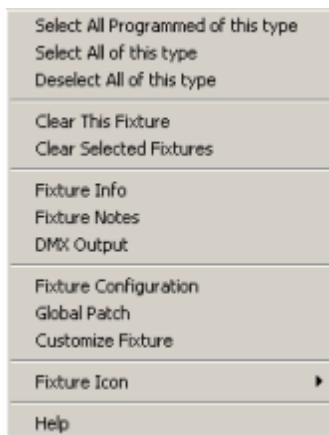 Select All Programmed of this type
Select All of this type
Deselect All of this type
Clear This Fixture
Clear Selected Fixtures
Fixture Info
Fixture Notes
DMX Output
Fixture Configuration
Global Patch
Customize Fixture
Fixture Icon
Help